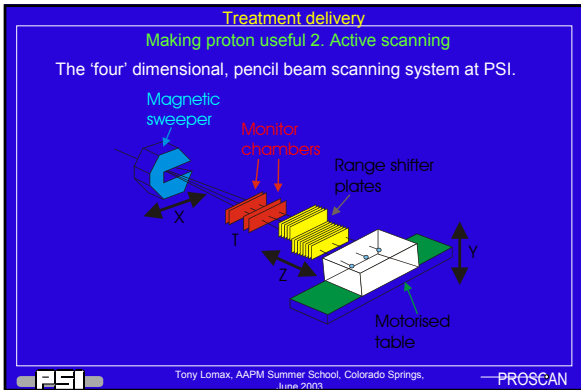 Treatment delivery
Making proton useful 2. Active scanning
The 'four' dimensional, pencil beam scanning system at PSI.
Magnetic
sweeper
Monitor
chambers
Range shifter
plates
X
T
Z
Y
Motorised
table
PSI
Tony Lomax, AAPM Summer School, Colorado Springs,
June 2003
PROSCAN